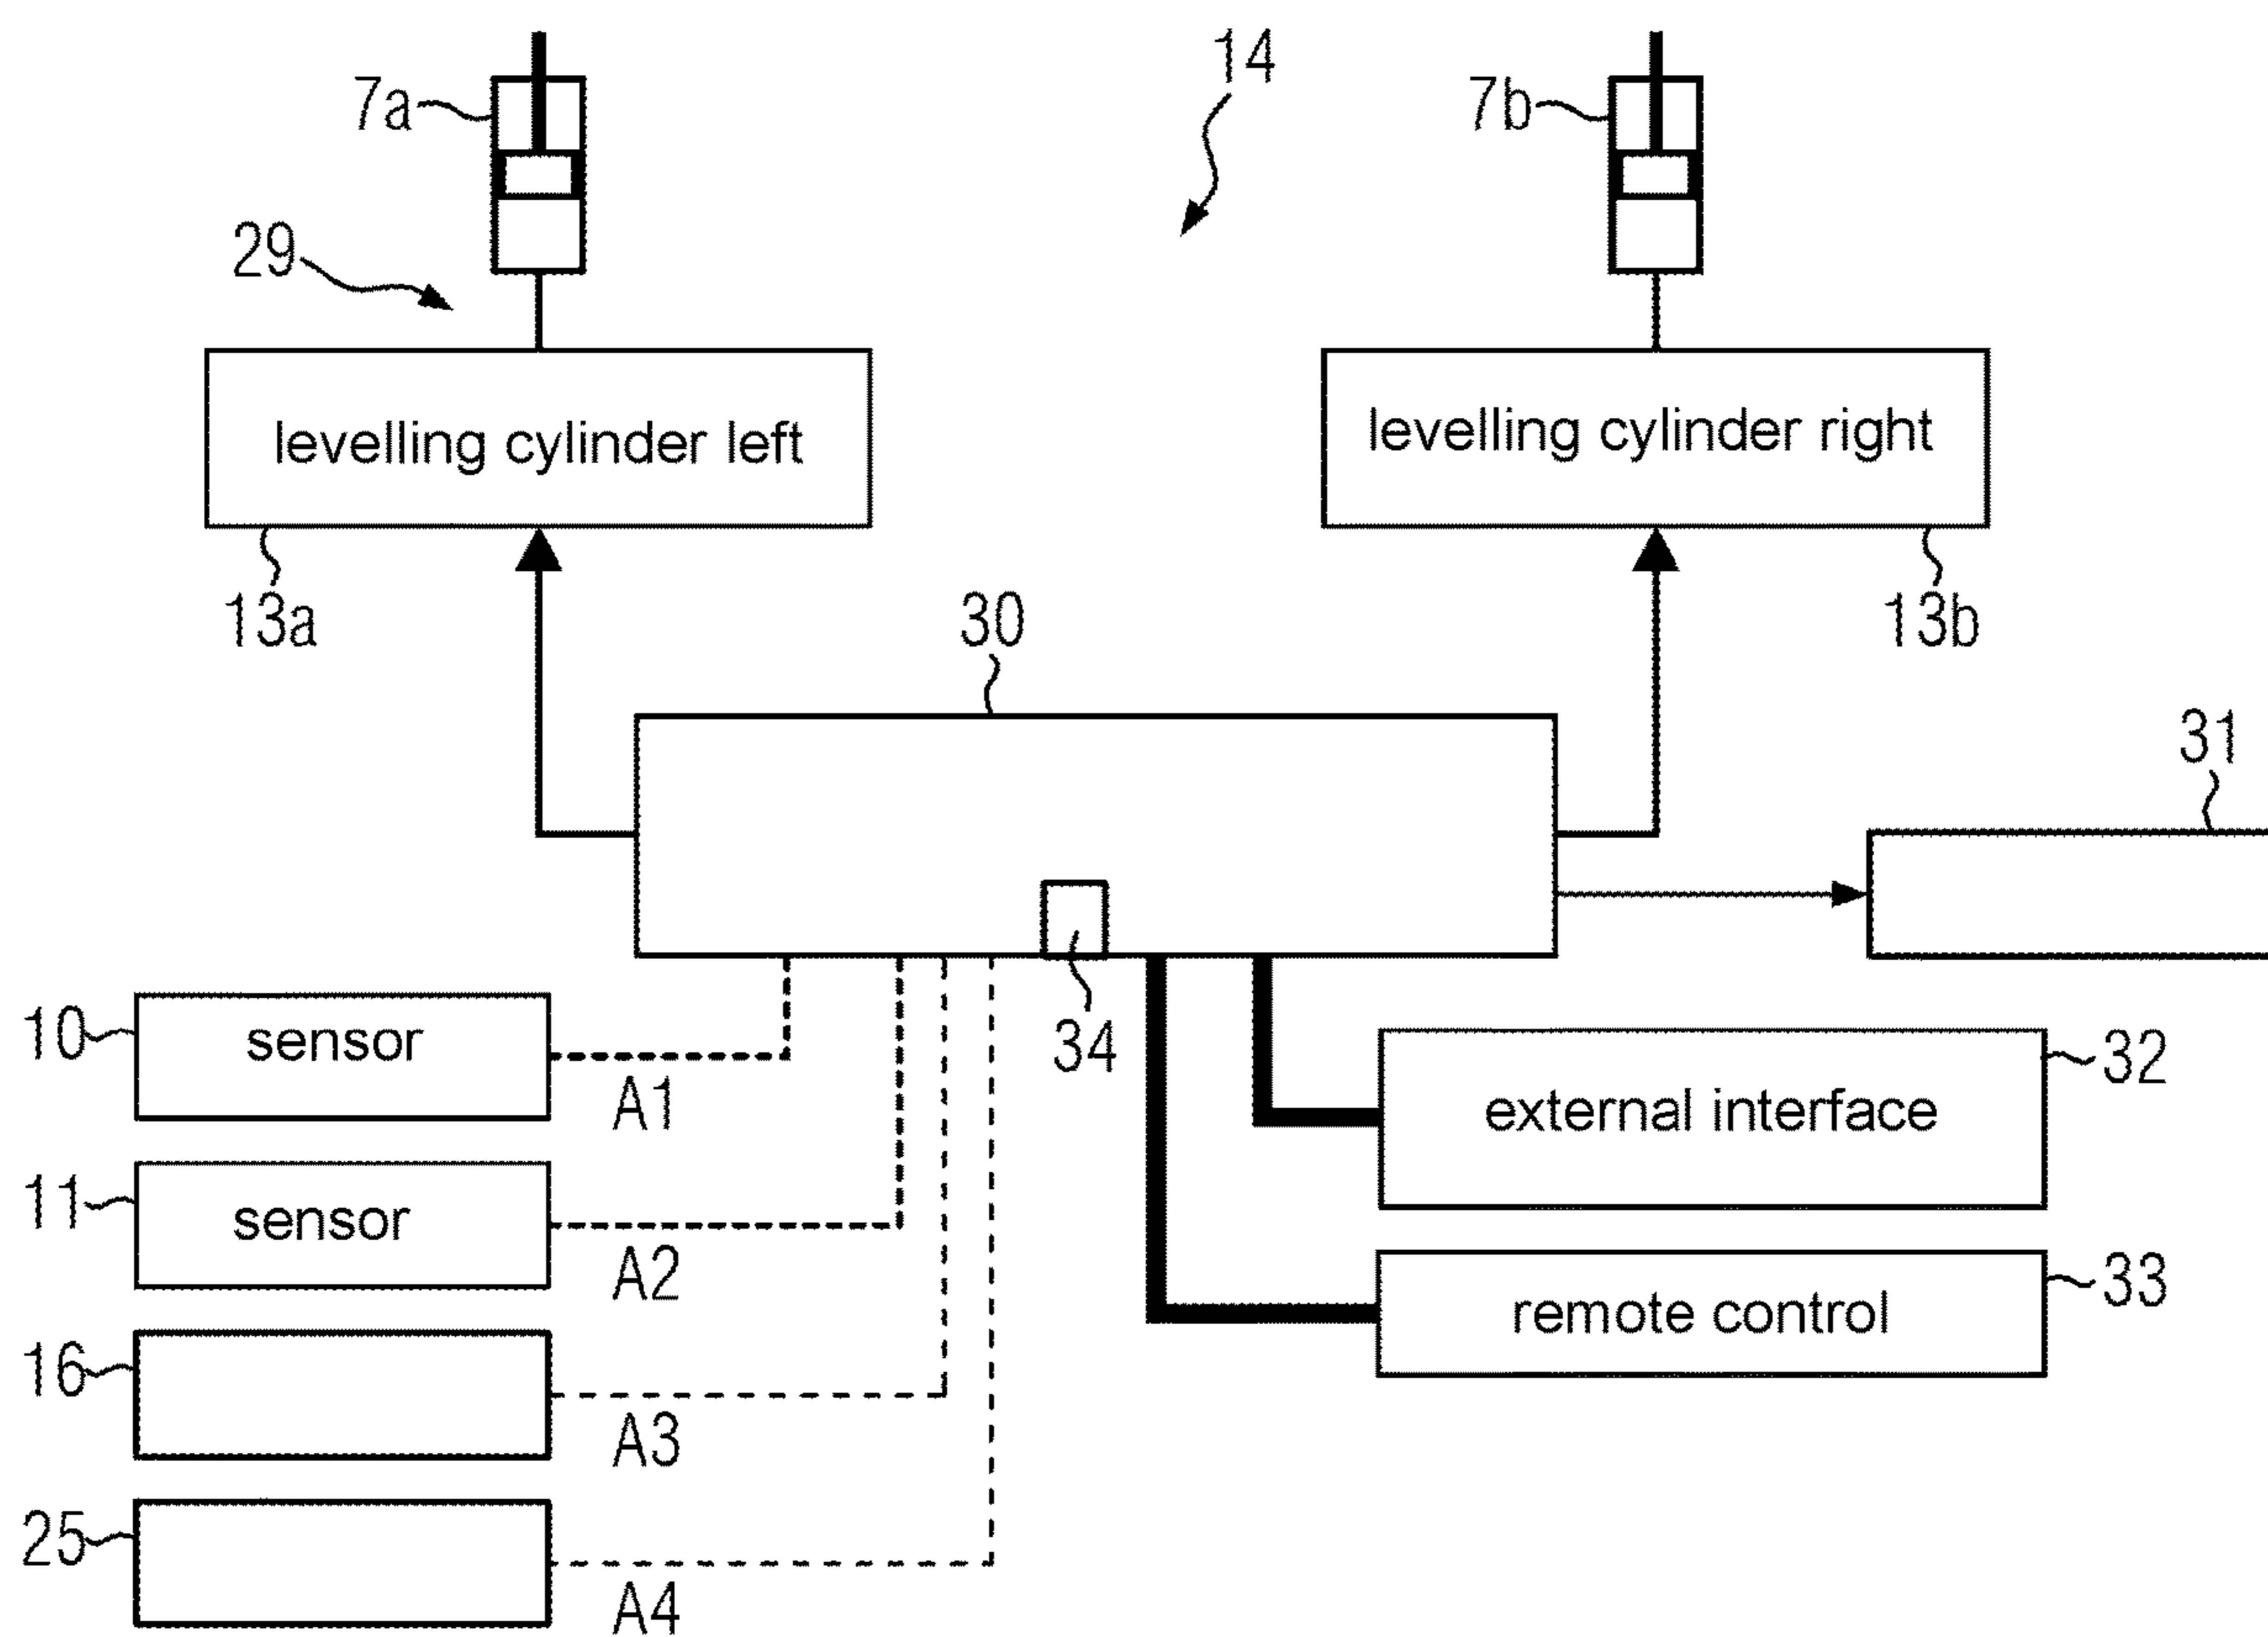 14
7a
7b
29
levelling cylinder left
levelling cylinder right
13a
13b
30
31
34
10
sensor
A1
32
external interface
11
sensor
A2
33
remote control
16
A3
25
A4